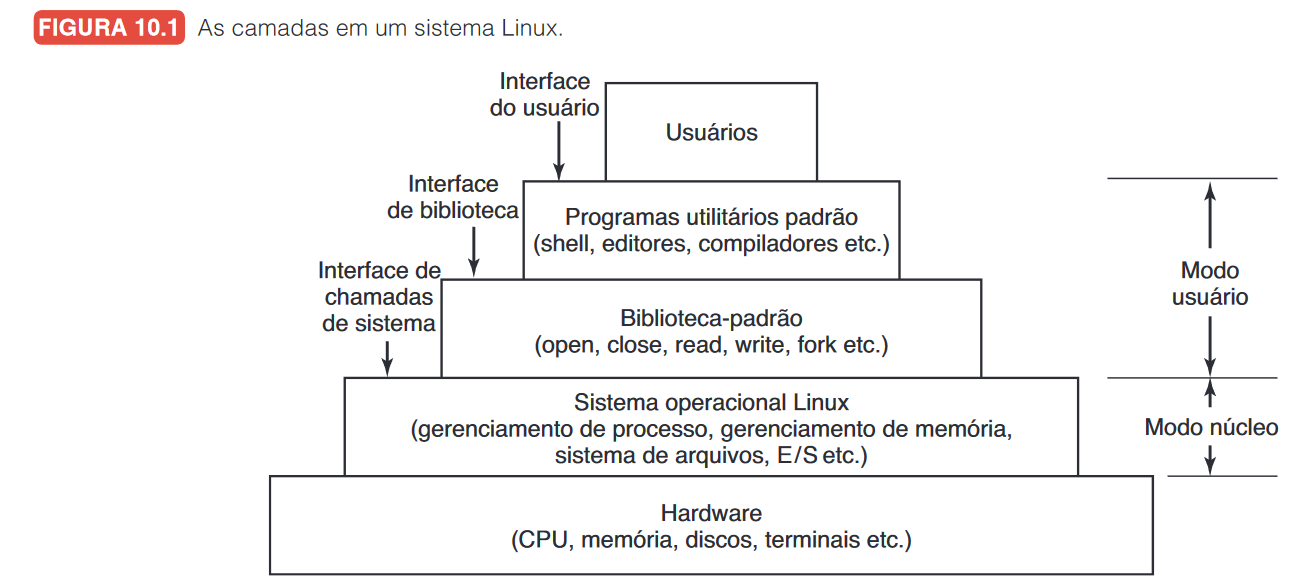 FIGURA 10.1 As camadas em um sistema Linux.
Interface
do usuário
Usuários
Interface
de biblioteca
Programas utilitários padrão
(shell, editores, compiladores etc.)
Interface de
chamadas
de sistema
Biblioteca-padrão
(open, close, read, write, fork etc.)
Modo
usuário
Sistema operacional Linux
(gerenciamento de processo, gerenciamento de memória,
sistema de arquivos, E/S etc.)
Modo núcleo
Hardware
(CPU, memória, discos, terminais etc.)